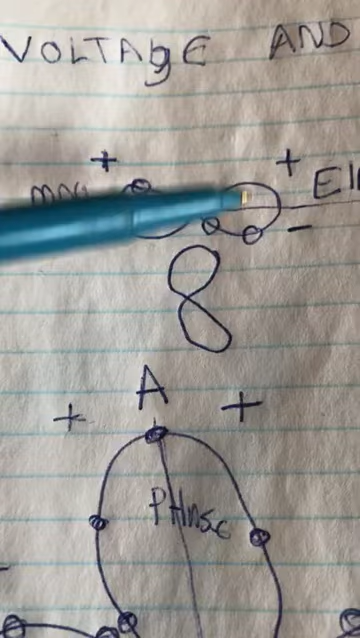 VOLTAgE AND
+ +
-
8
A
+ +
PHase
-